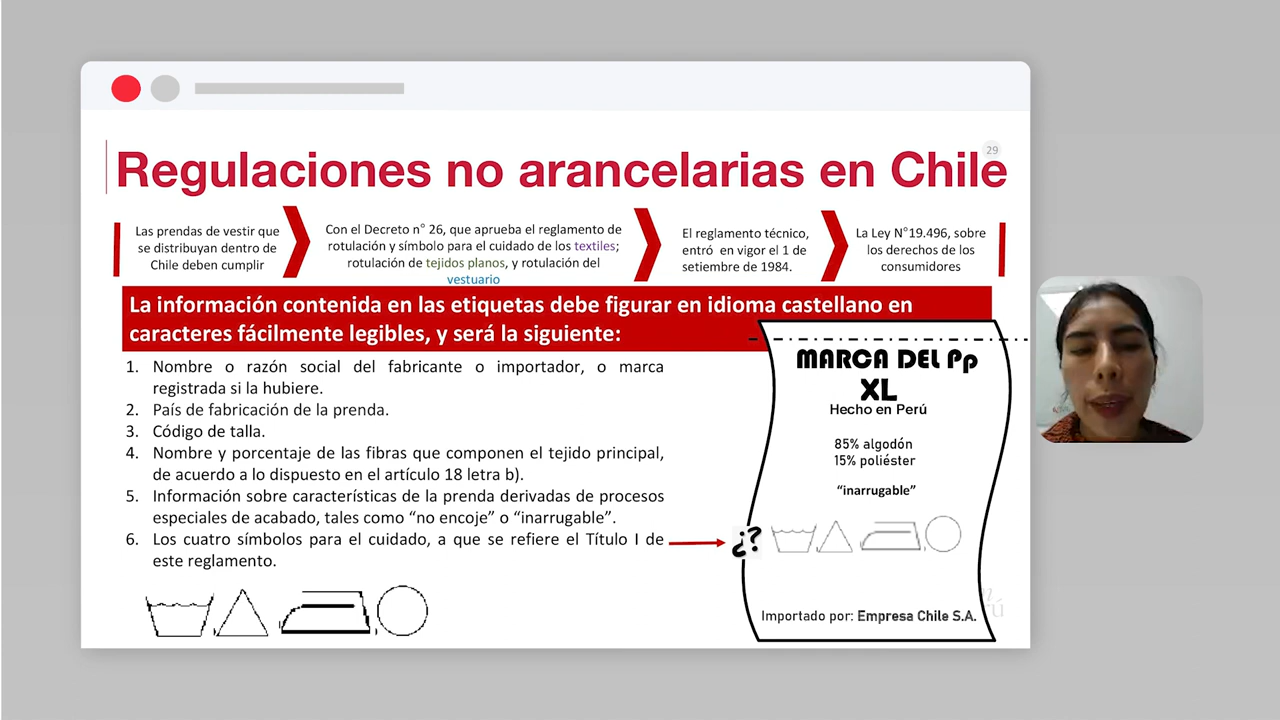 29
Regulaciones no arancelarias en Chile
Las prendas de vestir que
se distribuyan dentro de
Chile deben cumplir
Con el Decreto n° 26, que aprueba el reglamento de
rotulación y símbolo para el cuidado de los textiles;
rotulación de tejidos planos, y rotulación del
vestuario
El reglamento técnico,
entró en vigor el 1 de
setiembre de 1984.
La Ley N°19.496, sobre
los derechos de los
consumidores
La información contenida en las etiquetas debe figurar en idioma castellano en
caracteres fácilmente legibles, y será la siguiente:
1. Nombre o razón social del fabricante o importador, o marca
registrada si la hubiere.
2. País de fabricación de la prenda.
3. Código de talla.
4. Nombre y porcentaje de las fibras que componen el tejido principal,
de acuerdo a lo dispuesto en el artículo 18 letra b).
5. Información sobre características de la prenda derivadas de procesos
especiales de acabado, tales como “no encoje” o “inarrugable”.
6. Los cuatro símbolos para el cuidado, a que se refiere el Título I de
este reglamento.
MARCA DEL Pp
XL
Hecho en Perú
85% algodón
15% poliéster
“inarrugable”
¿?
Importado por: Empresa Chile S.A.